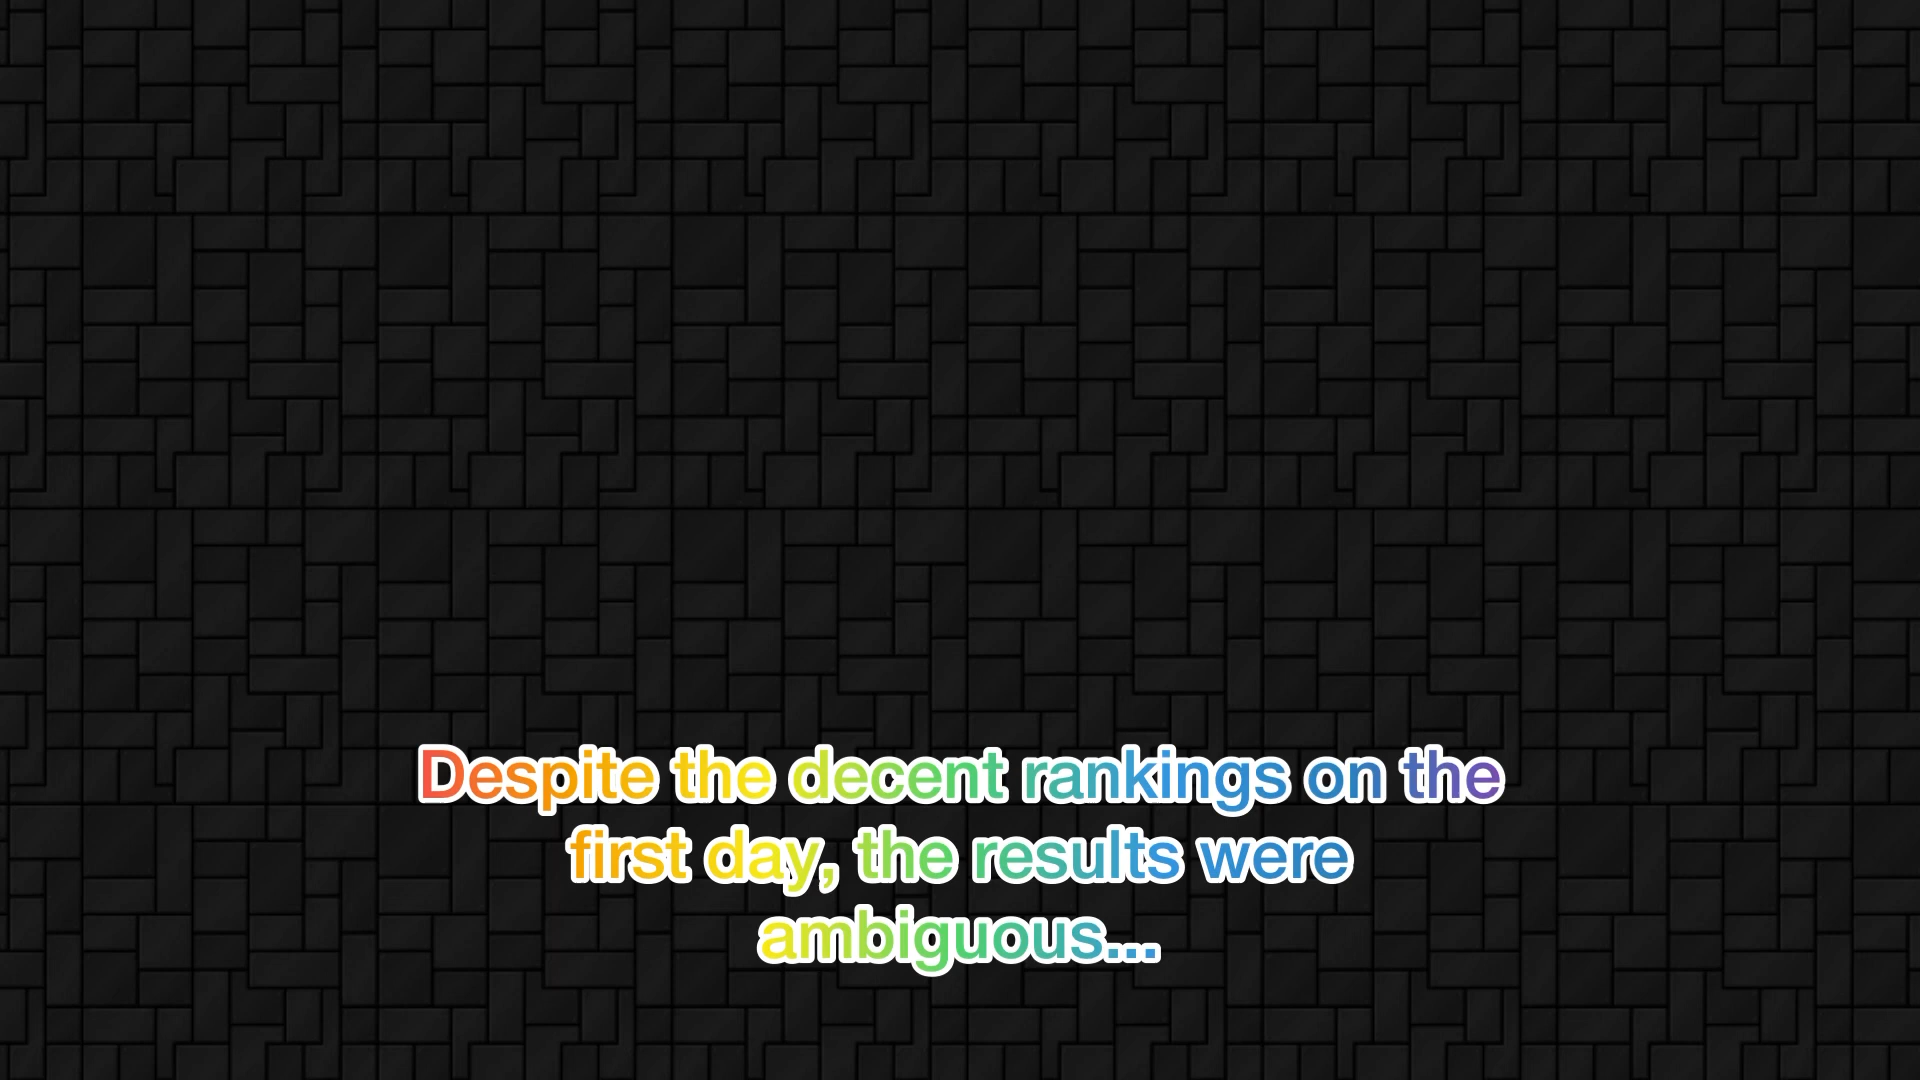 Despite the decent rankings on the
first day, the results were
ambiguous...